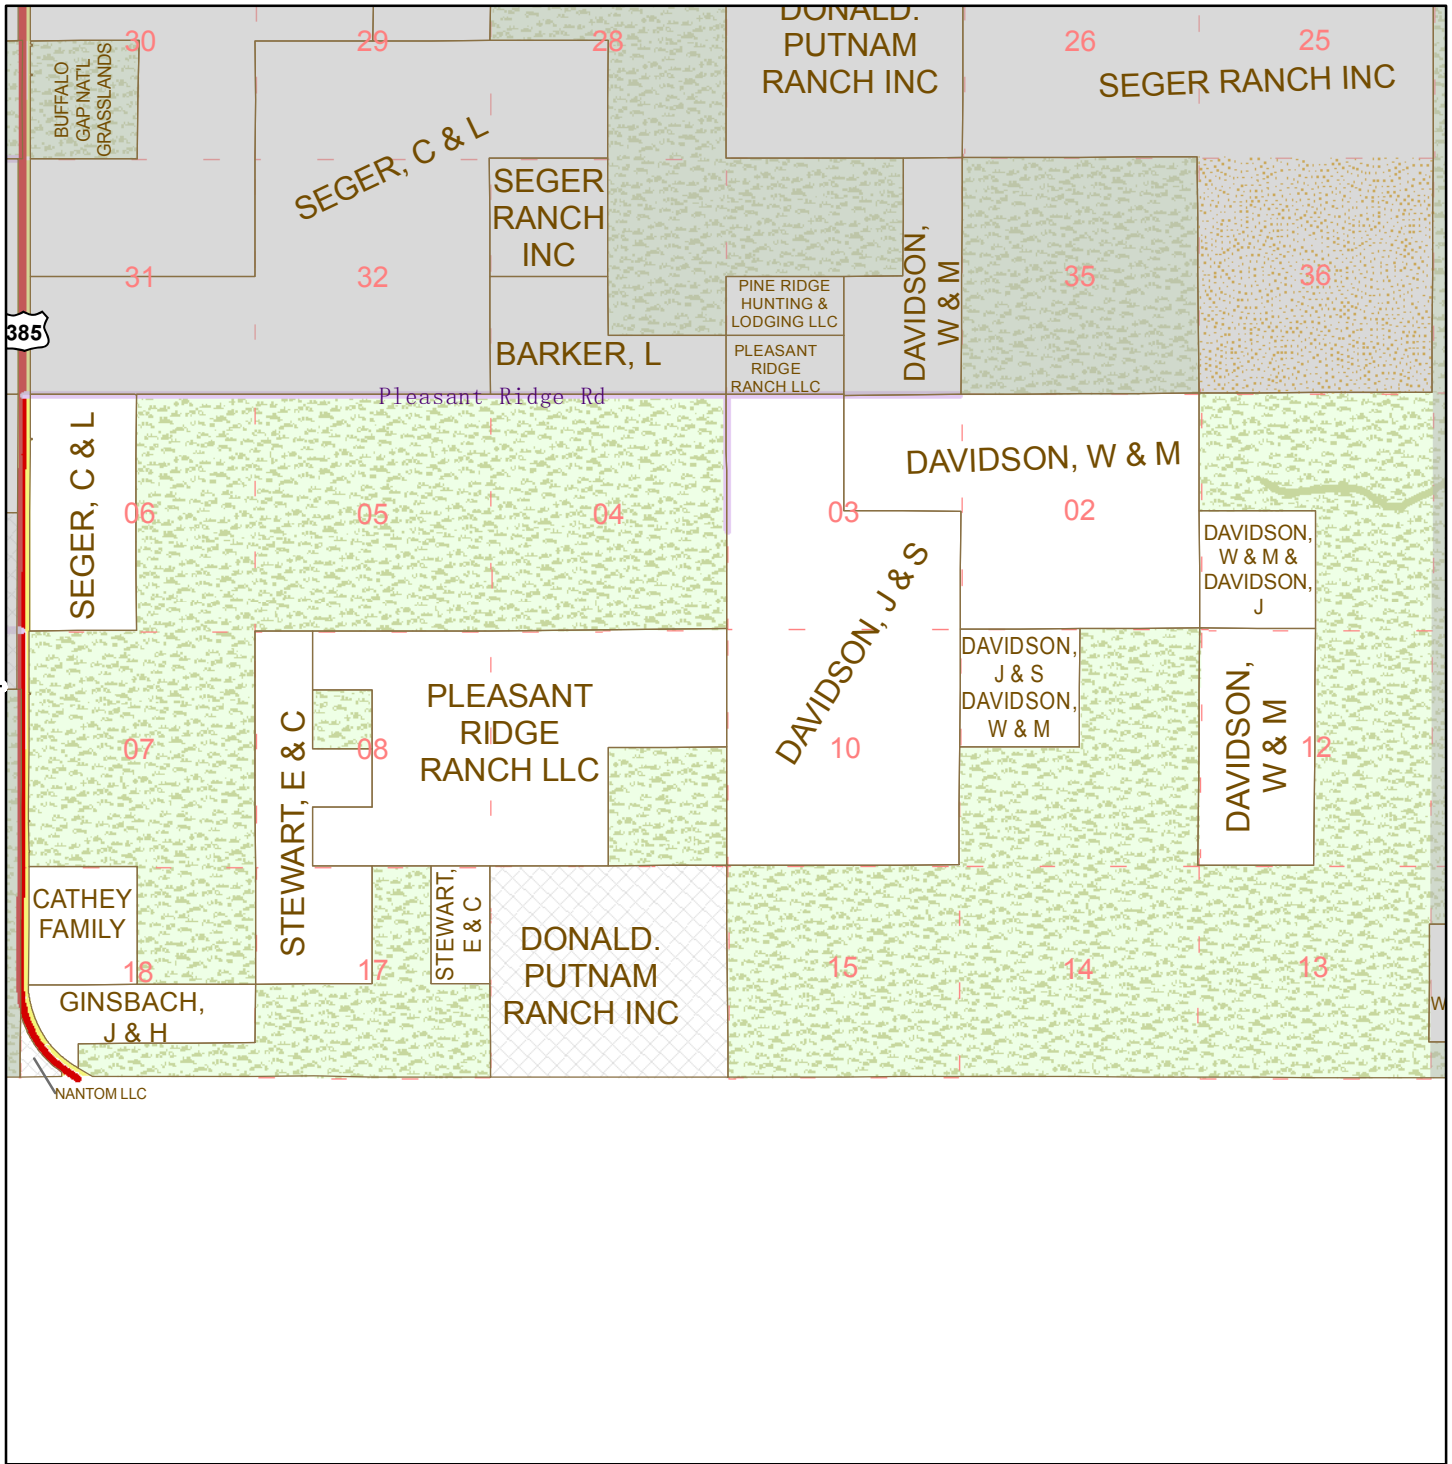 DONALD.
PUTNAM
RANCH INC
30
29
28
26
25
SEGER RANCH INC
BUFFALO
GAP NAT'L
GRASSLANDS
SEGER, C & L
SEGER
RANCH
INC
31
32
35
36
DAVIDSON,
W & M
PINE RIDGE
HUNTING &
LODGING LLC
385
BARKER, L
PLEASANT
RIDGE
RANCH LLC
Pleasant Ridge Rd
SEGER, C & L
DAVIDSON, W & M
06
05
04
03
02
DAVIDSON,
W & M &
DAVIDSON,
J
DAVIDSON, J & S
DAVIDSON,
J & S
DAVIDSON,
W & M
DAVIDSON,
W & M
PLEASANT
RIDGE
RANCH LLC
STEWART, E & C
07
08
10
12
CATHEY
FAMILY
STEWART,
E & C
DONALD.
PUTNAM
RANCH INC
18
17
15
14
13
GINSBACH,
J & H
W
NANTOM LLC